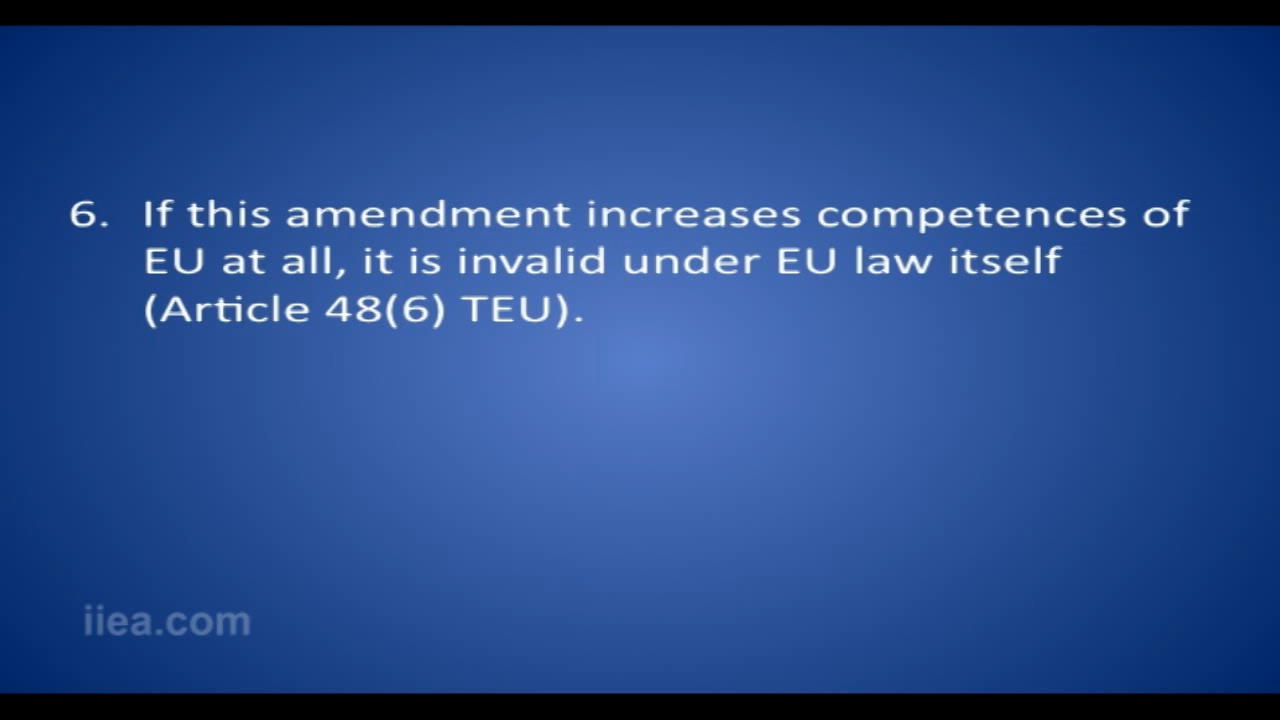 6. If this amendment increases competences of
EU at all, it is invalid under EU law itself
(Article 48(6) TEU).
iiea.com